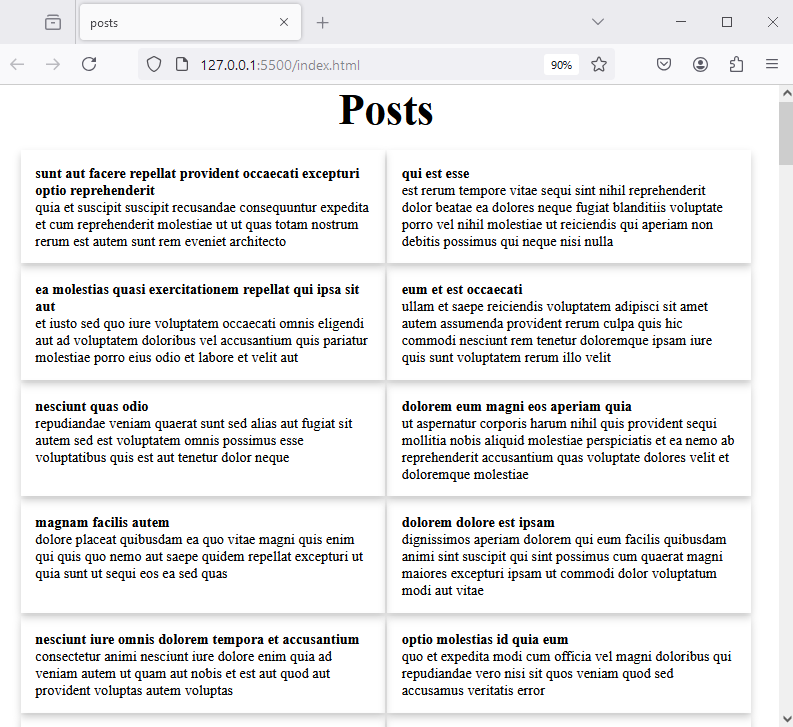 posts
127.0.0.1:5500/index.html
90%
Posts
sunt aut facere repellat provident occaecati excepturi
optio reprehenderit
quia et suscipit suscipit recusandae consequuntur expedita
et cum reprehenderit molestiae ut ut quas totam nostrum
rerum est autem sunt rem eveniet architecto
qui est esse
est rerum tempore vitae sequi sint nihil reprehenderit
dolor beatae ea dolores neque fugiat blanditiis voluptate
porro vel nihil molestiae ut reiciendis qui aperiam non
debitis possimus qui neque nisi nulla
ea molestias quasi exercitationem repellat qui ipsa sit
aut
et iusto sed quo iure voluptatem occaecati omnis eligendi
aut ad voluptatem doloribus vel accusantium quis pariatur
molestiae porro eius odio et labore et velit aut
eum et est occaecati
ullam et saepe reiciendis voluptatem adipisci sit amet
autem assumenda provident rerum culpa quis hic
commodi nesciunt rem tenetur doloremque ipsam iure
quis sunt voluptatem rerum illo velit
nesciunt quas odio
repudiandae veniam quaerat sunt sed alias aut fugiat sit
autem sed est voluptatem omnis possimus esse
voluptatibus quis est aut tenetur dolor neque
dolorem eum magni eos aperiam quia
ut aspernatur corporis harum nihil quis provident sequi
mollitia nobis aliquid molestiae perspiciatis et ea nemo ab
reprehenderit accusantium quas voluptate dolores velit et
doloremque molestiae
magnam facilis autem
dolore placeat quibusdam ea quo vitae magni quis enim
qui quis quo nemo aut saepe quidem repellat excepturi ut
quia sunt ut sequi eos ea sed quas
dolorem dolore est ipsam
dignissimos aperiam dolorem qui eum facilis quibusdam
animi sint suscipit qui sint possimus cum quaerat magni
maiores excepturi ipsam ut commodi dolor voluptatum
modi aut vitae
nesciunt iure omnis dolorem tempora et accusantium
consectetur animi nesciunt iure dolore enim quia ad
veniam autem ut quam aut nobis et est aut quod aut
provident voluptas autem voluptas
optio molestias id quia eum
quo et expedita modi cum officia vel magni doloribus qui
repudiandae vero nisi sit quos veniam quod sed
accusamus veritatis error